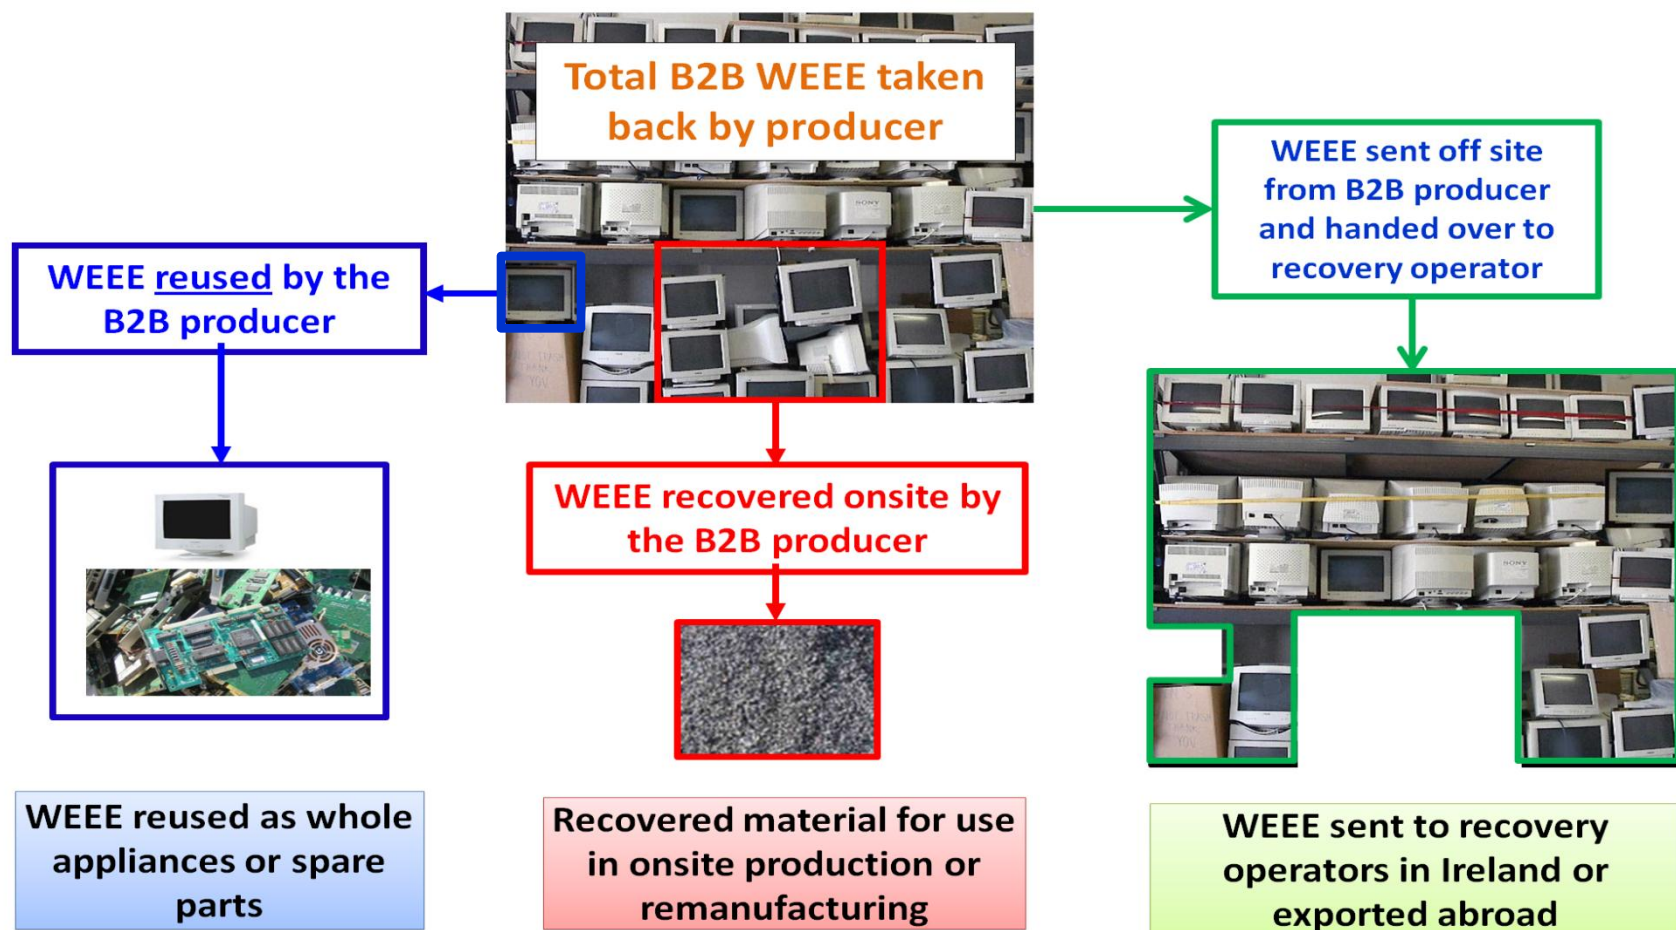 Total B2B WEEE taken
back by producer
WEEE sent off site
from B2B producer
and handed over to
recovery operator
WEEE reused by the
B2B producer
WEEE recovered onsite by
the B2B producer
SONY
SONY
WEEE reused as whole
appliances or spare
parts
Recovered material for use
in onsite production or
remanufacturing
WEEE sent to recovery
operators in Ireland or
exported abroad